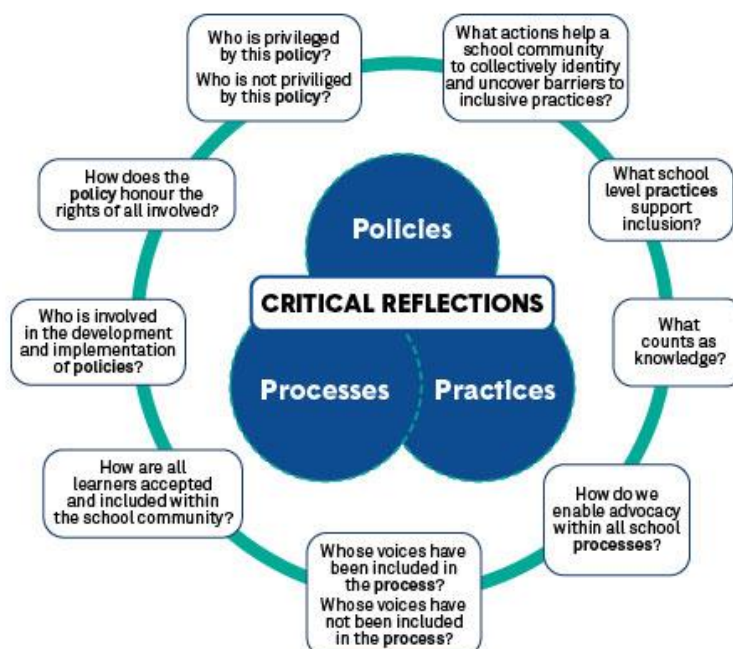 Who is privileged
by this policy?
Who is not priviliged
by this policy?
What actions help a
school community
to collectively identify
and uncover barriers to
inclusive practices?
How does the
policy honour the
rights of all involved?
What school
level practices
support
inclusion?
Policies
CRITICAL REFLECTIONS
Processes
Practices
Who is involved
in the development
and implementation
of policies?
What
counts as
knowledge?
How are all
learners accepted
and included within
the school community?
How do we
enable advocacy
within all school
processes?
Whose voices have
been included in
the process?
Whose voices have
not been included
in the process?